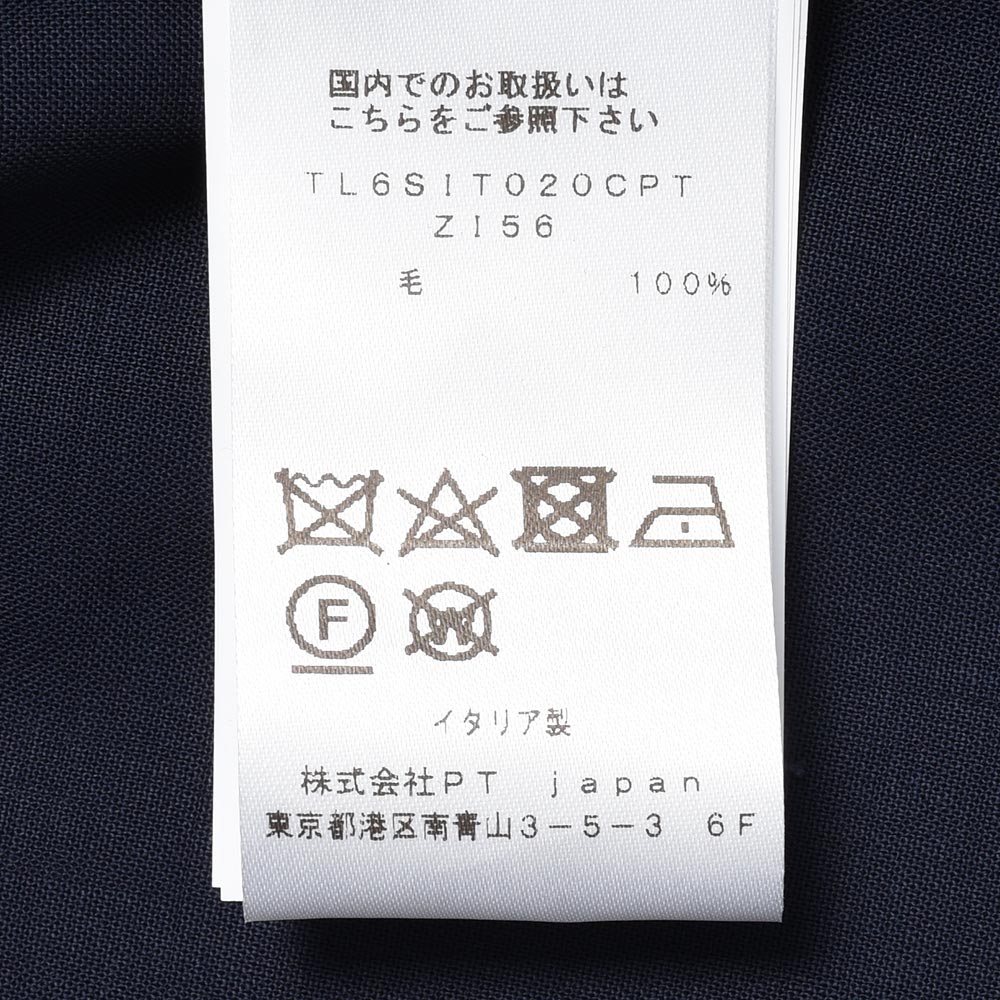 国内でのお取扱いは
こちらをご参照下さい
TL6SIT020CPT
ZI56
毛 100%
F W
イタリア製
株式会社PT japan
東京都港区南青山3－5－3 6F